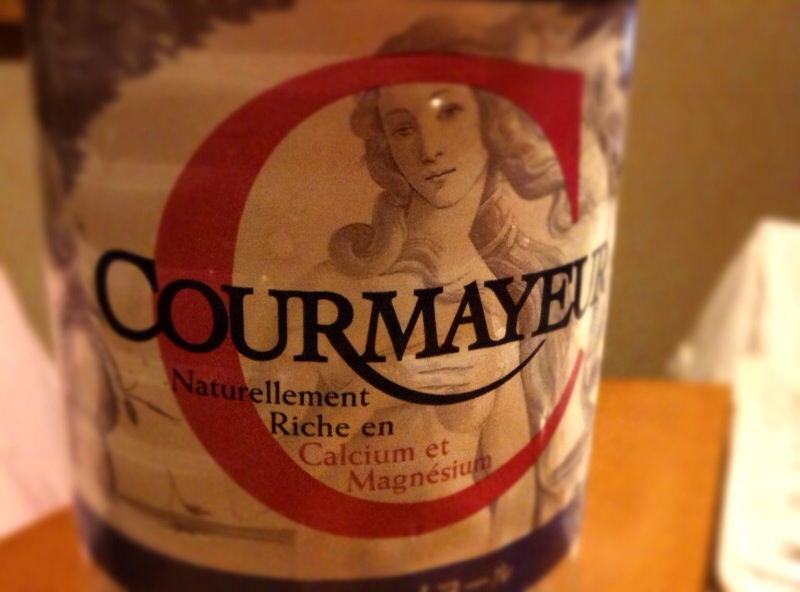 COURMAYEUR
Naturellement
Riche en
Calcium et
Magnésium